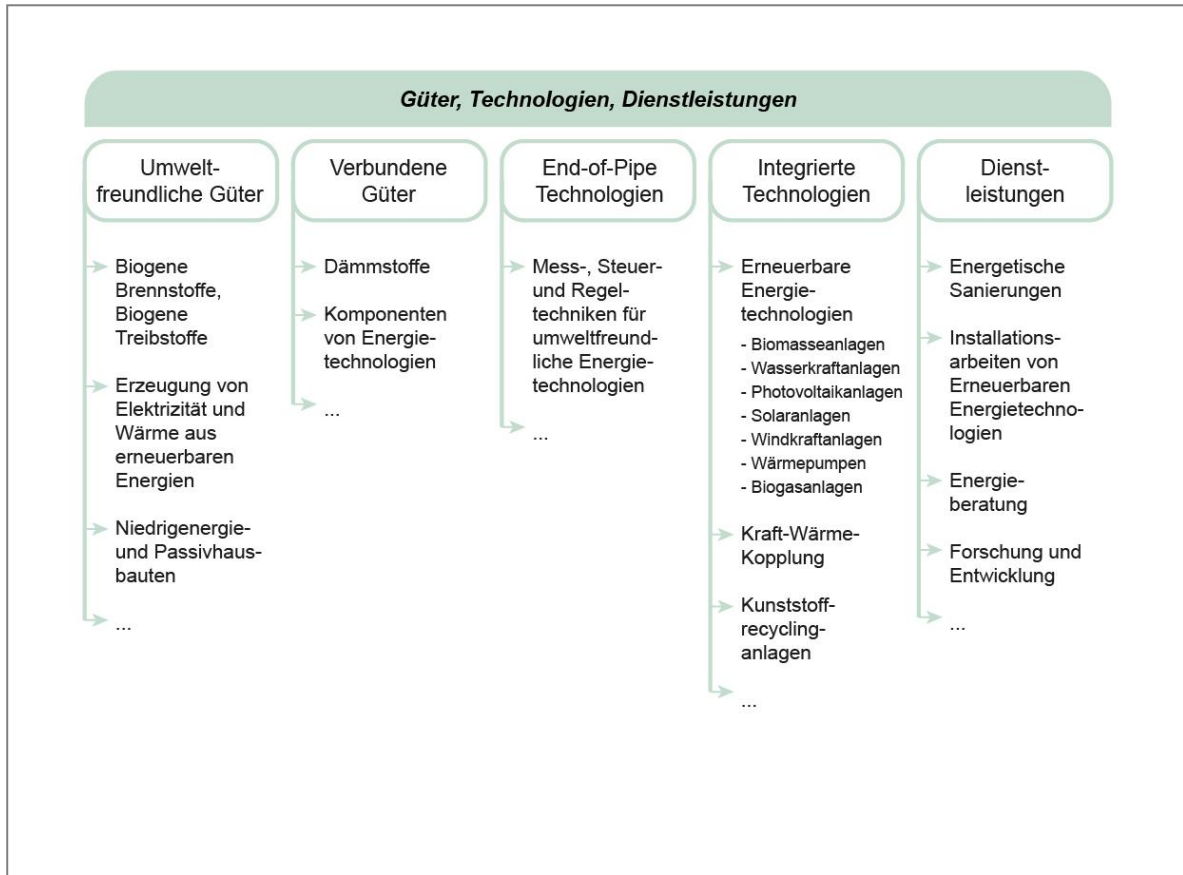 Güter, Technologien, Dienstleistungen
Umwelt-
freundliche Güter
Biogene
Brennstoffe,
Biogene
Treibstoffe
Erzeugung von
Elektrizität und
Wärme aus
erneuerbaren
Energien
Niedrigenergie-
und Passivhaus-
bauten
...
Verbundene
Güter
Dämmstoffe
Komponenten
von Energie-
technologien
...
End-of-Pipe
Technologien
Mess-, Steuer-
und Regel-
techniken für
umweltfreund-
liche Energie-
technologien
...
Integrierte
Technologien
Erneuerbare
Energie-
technologien
- Biomasseanlagen
- Wasserkraftanlagen
- Photovoltaikanlagen
- Solaranlagen
- Windkraftanlagen
- Wärmepumpen
- Biogasanlagen
Kraft-Wärme-
Kopplung
Kunststoff-
recycling-
anlagen
...
Dienst-
leistungen
Energetische
Sanierungen
Installations-
arbeiten von
Erneuerbaren
Energietechno-
logien
Energie-
beratung
Forschung und
Entwicklung
...